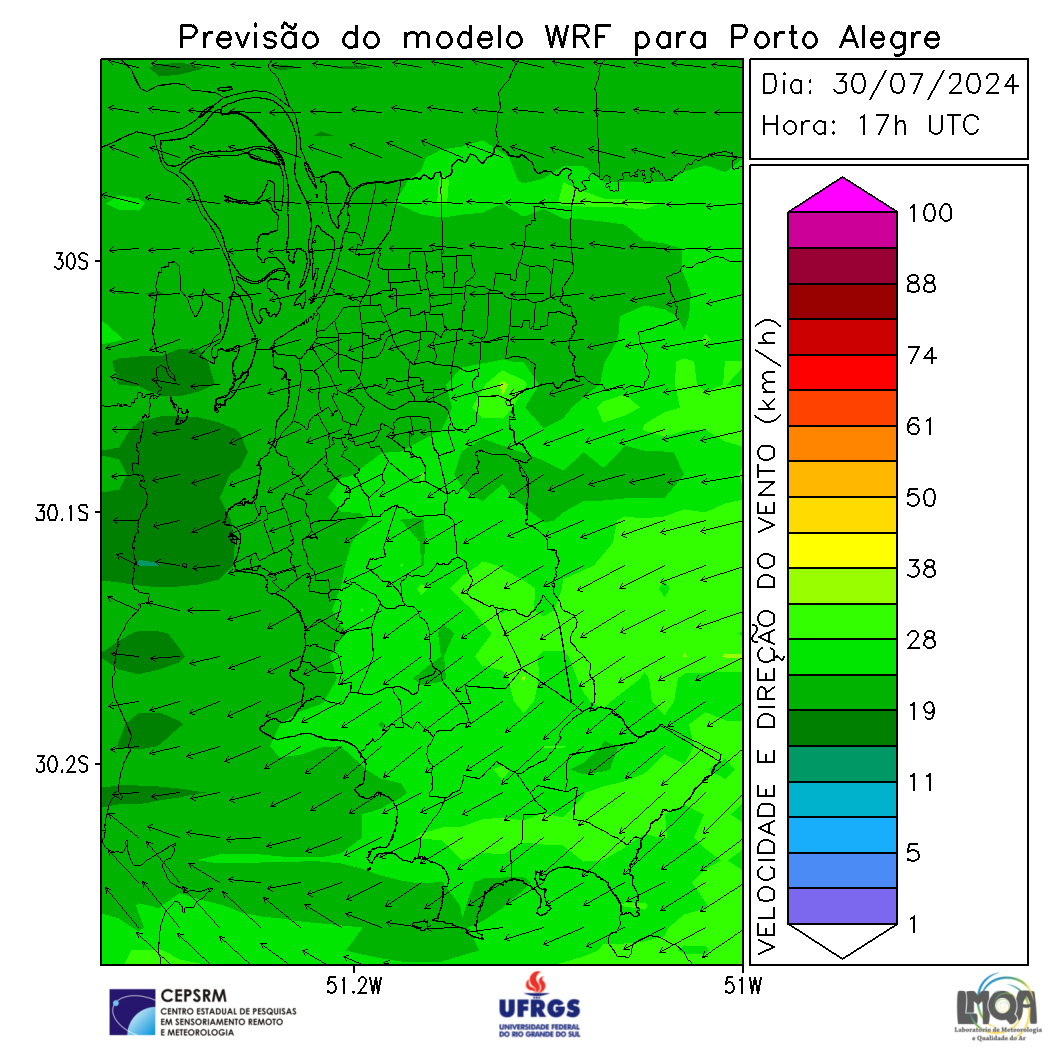 Previsão do modelo WRF para Porto Alegre
Dia: 30/07/2024
Hora: 17h UTC
30S
30.1S
30.2S
51.2W
51W
VELOCIDADE E DIREÇÃO DO VENTO (km/h)
100
88
74
61
50
38
28
19
11
5
1
CEPSRM
CENTRO ESTADUAL DE PESQUISAS
EM SENSORIAMENTO REMOTO
E METEOROLOGIA
UFRGS
UNIVERSIDADE FEDERAL
DO RIO GRANDE DO SUL
LMQA
Laboratório de Meteorologia
e Qualidade do Ar